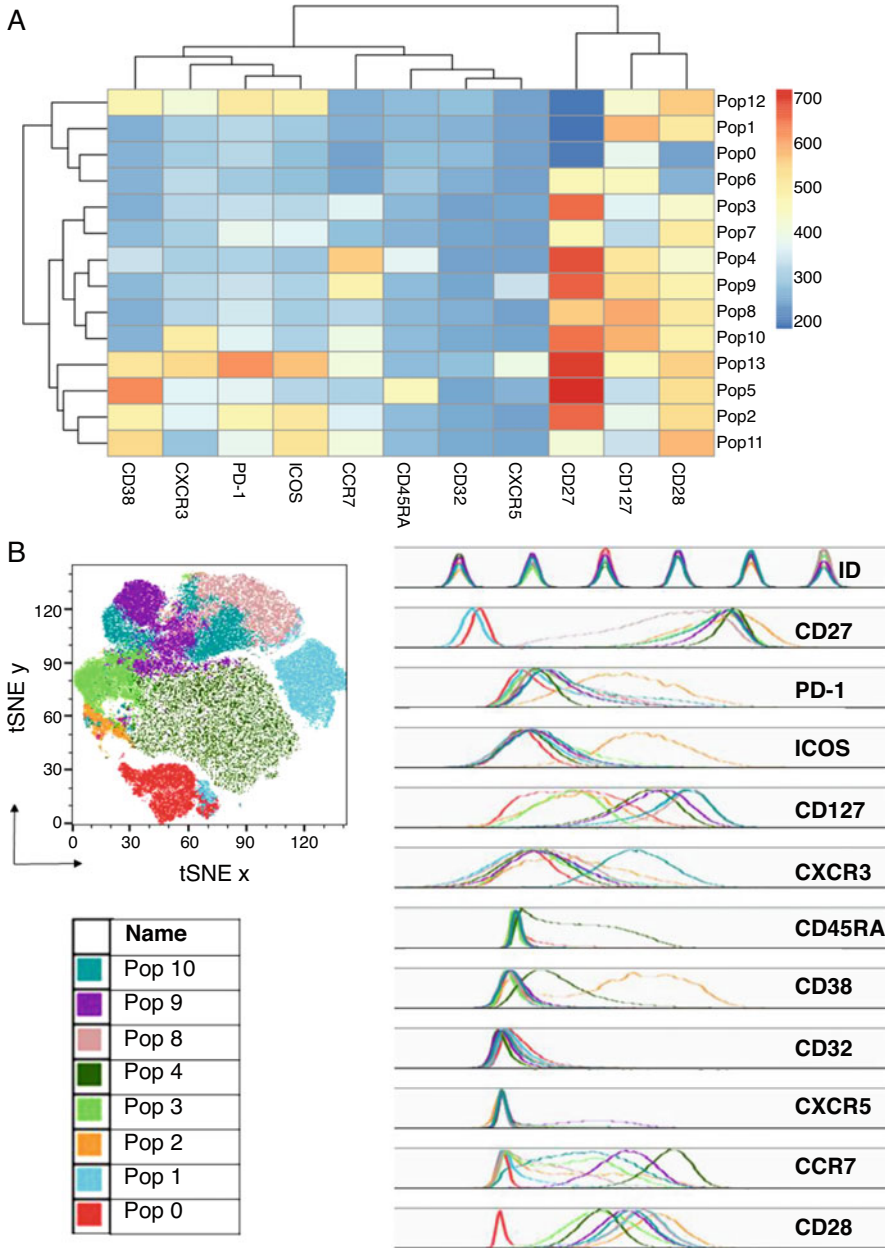 A
Pop12
Pop1
Pop0
Pop6
Pop3
Pop7
Pop4
Pop9
Pop8
Pop10
Pop13
Pop5
Pop2
Pop11
700
600
500
400
300
200
CD38 CXCR3 PD-1 ICOS CCR7 CD45RA CD32 CXCR5 CD27 CD127 CD28
B
tSNE y
120
90
60
30
0
0 30 60 90 120
tSNE x
Name
Pop 10
Pop 9
Pop 8
Pop 4
Pop 3
Pop 2
Pop 1
Pop 0
ID
CD27
PD-1
ICOS
CD127
CXCR3
CD45RA
CD38
CD32
CXCR5
CCR7
CD28